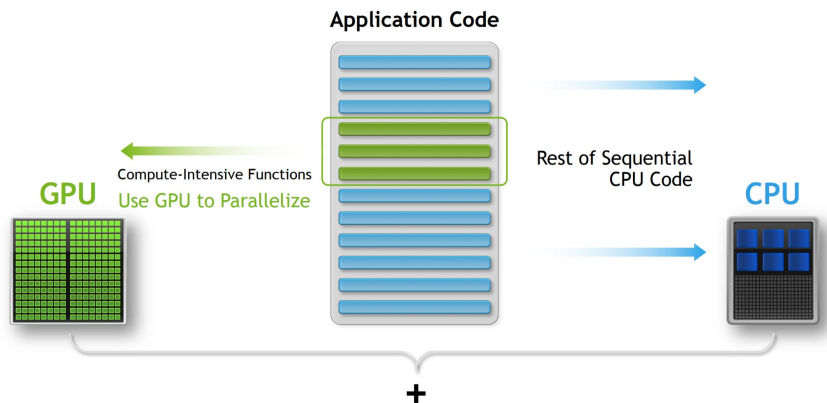 Application Code
Compute-Intensive Functions
Use GPU to Parallelize
GPU
Rest of Sequential
CPU Code
CPU
+